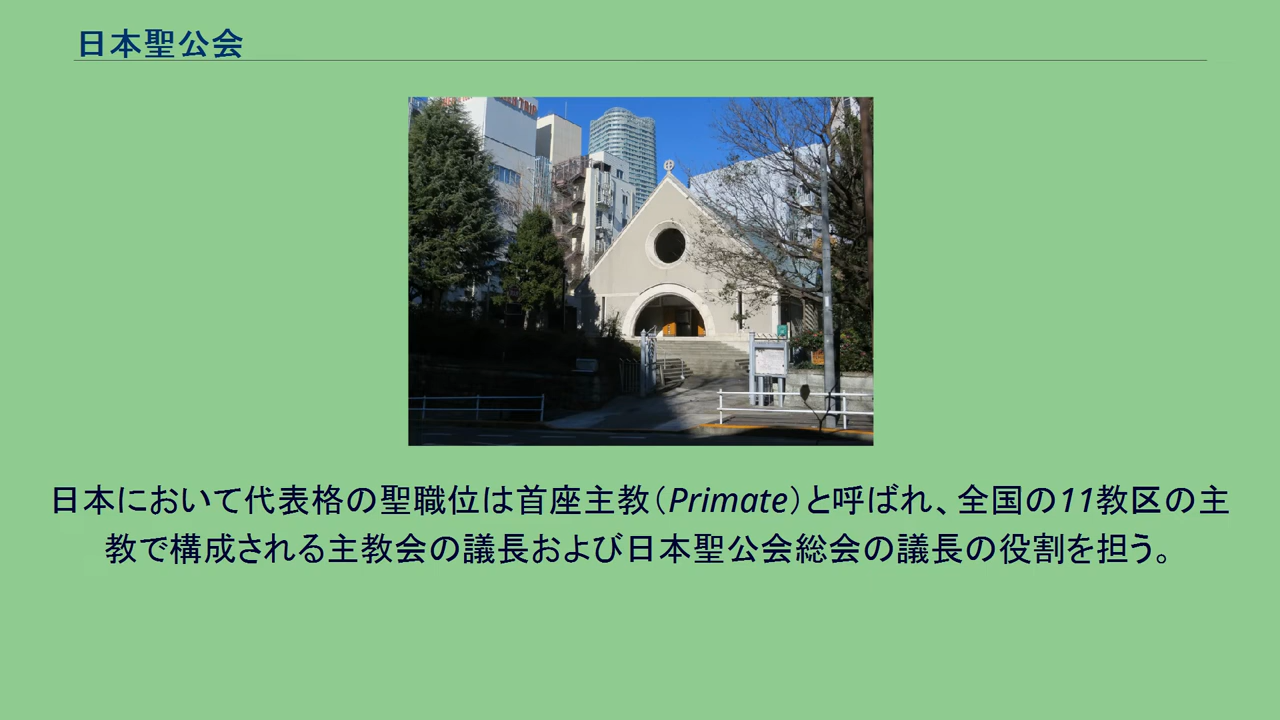 日本聖公会
日本において代表格の聖職位は首座主教（Primate）と呼ばれ、全国の11教区の主
教で構成される主教会の議長および日本聖公会総会の議長の役割を担う。